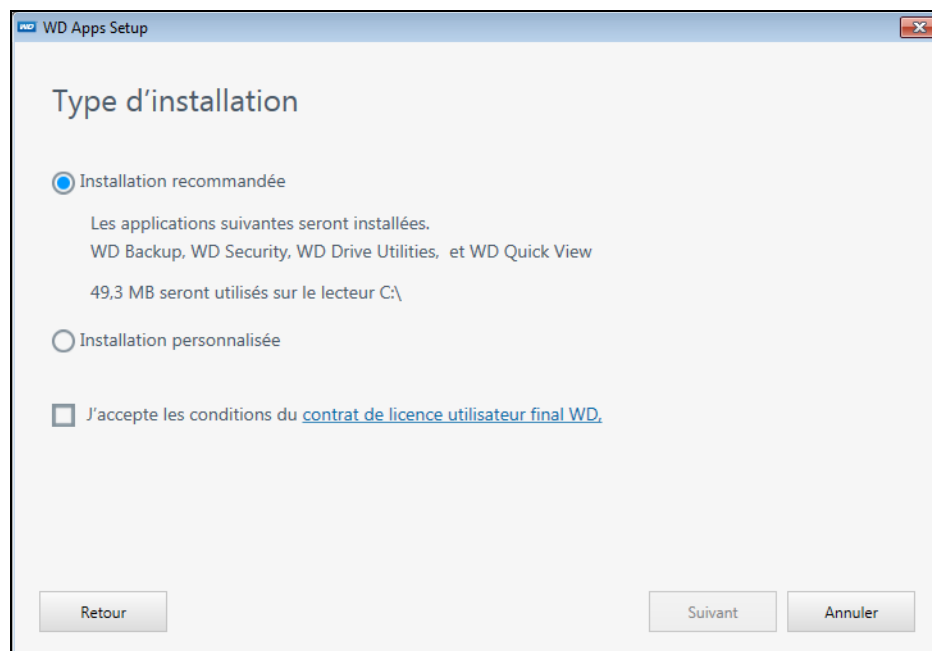 WD WD Apps Setup
Type d'installation
Installation recommandée
Les applications suivantes seront installées.
WD Backup, WD Security, WD Drive Utilities, et WD Quick View
49,3 MB seront utilisés sur le lecteur C:\
Installation personnalisée
J'accepte les conditions du contrat de licence utilisateur final WD,
Retour
Suivant
Annuler